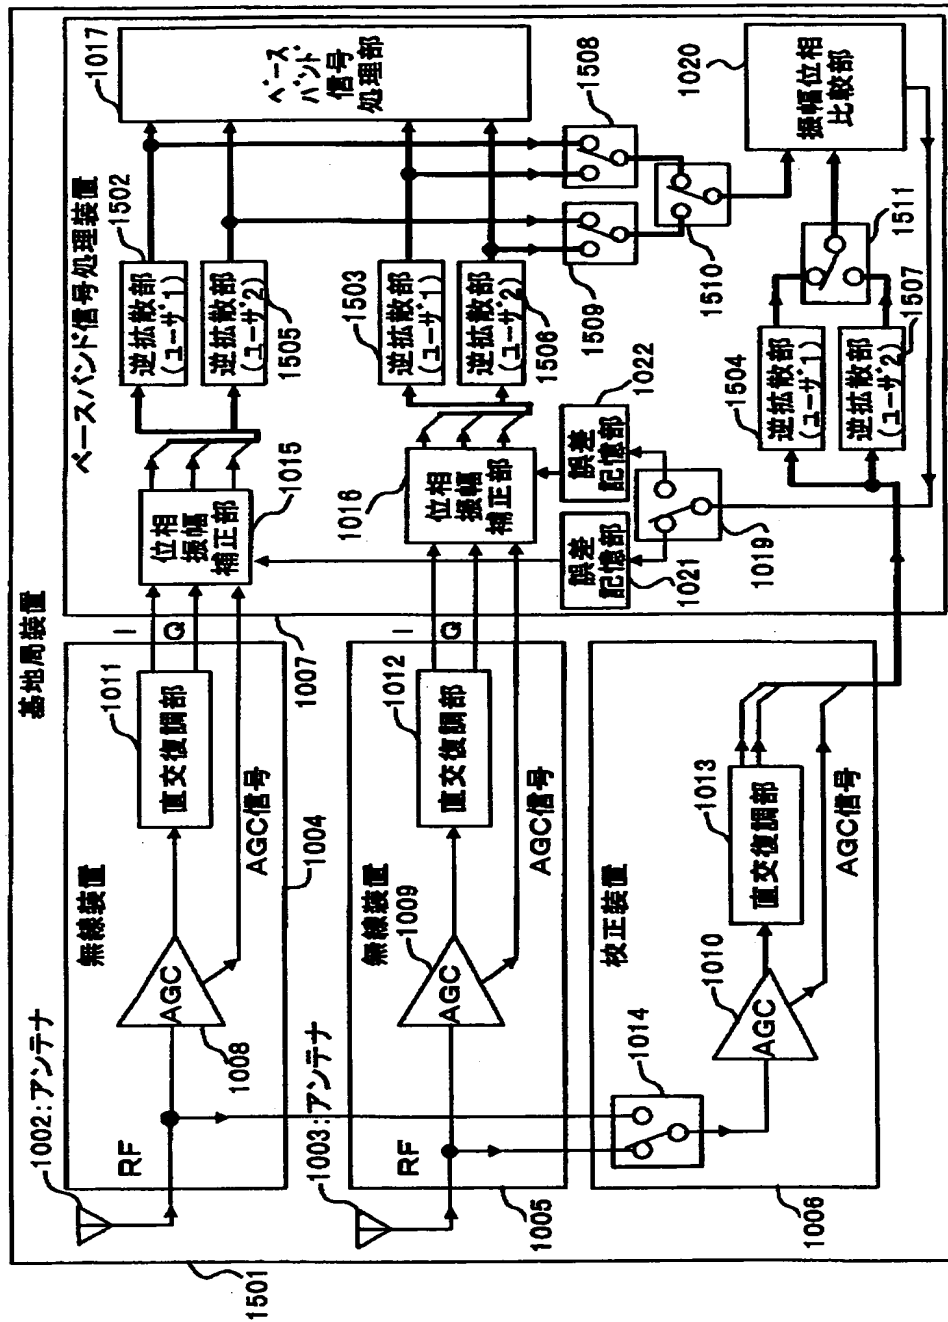 基地局装置
1501
1002:アンテナ
RF
AGC
1008
無線装置
直交復調部
1011
I
Q
AGC信号
1004
1003:アンテナ
RF
AGC
1009
無線装置
直交復調部
1012
I
Q
AGC信号
1005
校正装置
1014
AGC
1010
直交復調部
1013
AGC信号
1006
ベースバンド信号処理装置
1007
位相
振幅
補正部
1015
逆拡散部
(ユーザ1)
1502
逆拡散部
(ユーザ2)
1505
ベース
バンド
信号
処理部
1017
位相
振幅
補正部
1016
逆拡散部
(ユーザ1)
1503
逆拡散部
(ユーザ2)
1506
1508
1509
1510
誤差
記憶部
1021
誤差
記憶部
1022
1019
逆拡散部
(ユーザ1)
1504
逆拡散部
(ユーザ2)
1507
1511
振幅位相
比較部
1020